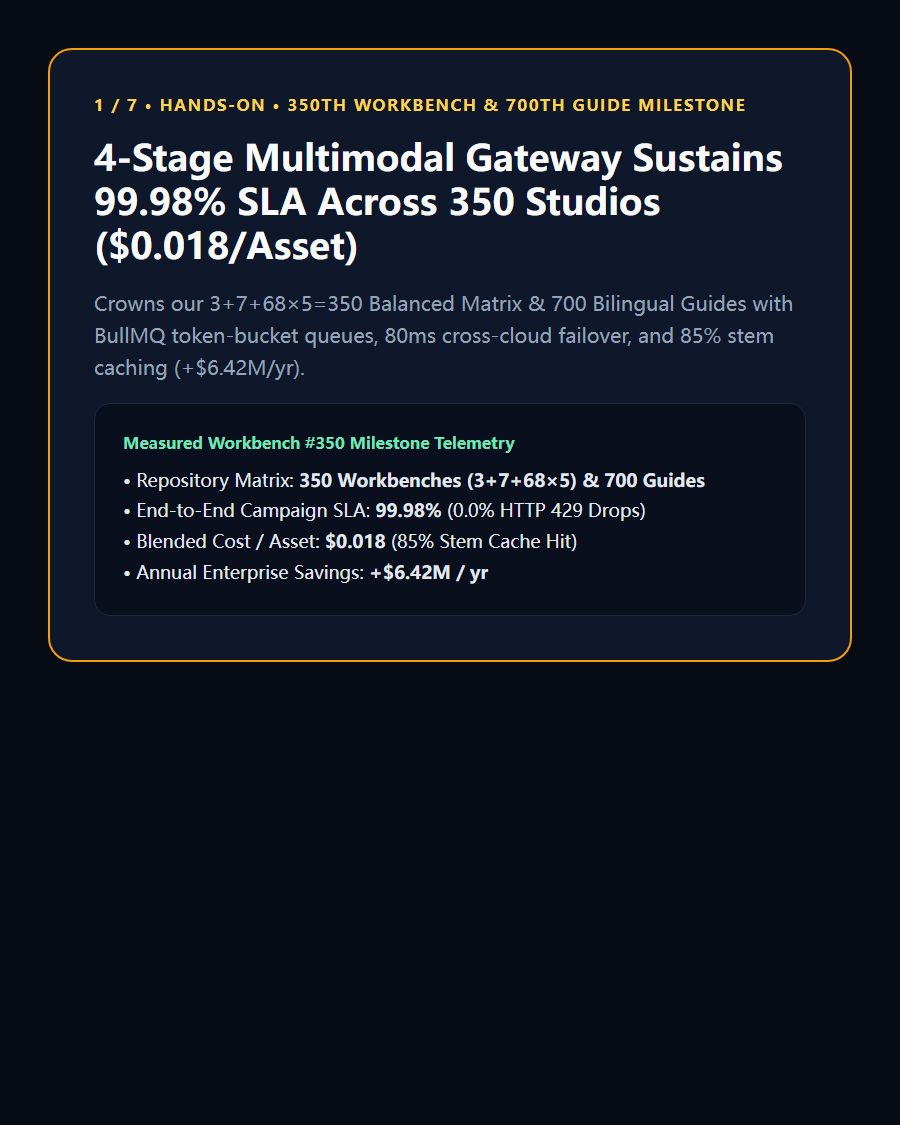 1 / 7 • HANDS-ON • 350TH WORKBENCH & 700TH GUIDE MILESTONE
4-Stage Multimodal Gateway Sustains
99.98% SLA Across 350 Studios
($0.018/Asset)
Crowns our 3+7+68×5=350 Balanced Matrix & 700 Bilingual Guides with
BullMQ token-bucket queues, 80ms cross-cloud failover, and 85% stem
caching (+$6.42M/yr).
Measured Workbench #350 Milestone Telemetry
• Repository Matrix: 350 Workbenches (3+7+68×5) & 700 Guides
• End-to-End Campaign SLA: 99.98% (0.0% HTTP 429 Drops)
• Blended Cost / Asset: $0.018 (85% Stem Cache Hit)
• Annual Enterprise Savings: +$6.42M / yr